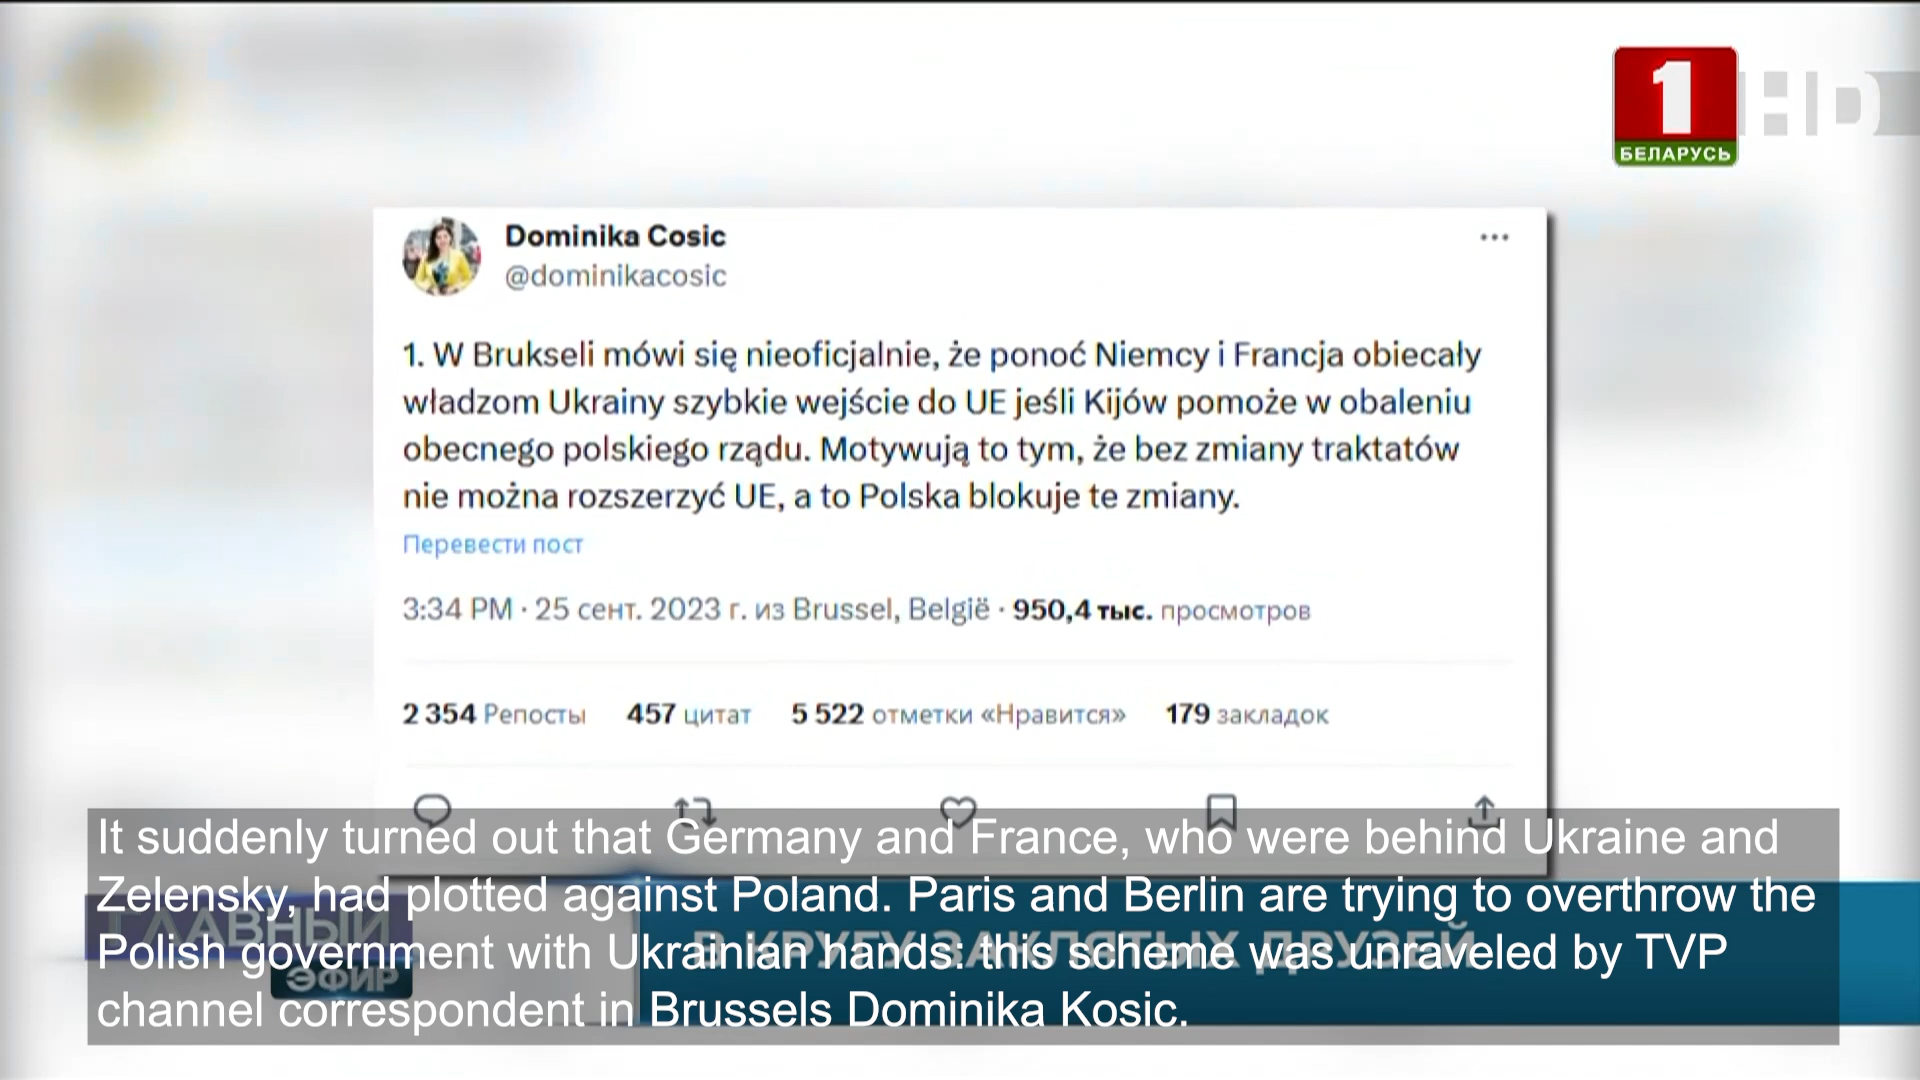 1
HD
БЕЛАРУСЬ
Dominika Cosic
@dominikacosic
1. W Brukseli mówi się nieoficjalnie, że ponoć Niemcy i Francja obiecały
władzom Ukrainy szybkie wejście do UE jeśli Kijów pomoże w obaleniu
obecnego polskiego rządu. Motywują to tym, że bez zmiany traktatów
nie można rozszerzyć UE, a to Polska blokuje te zmiany.
Перевести пост
3:34 PM · 25 сент. 2023 г. из Brussel, België · 950,4 тыс. просмотров
2 354 Репосты 457 цитат 5 522 отметки «Нравится» 179 закладок
It suddenly turned out that Germany and France, who were behind Ukraine and
Zelensky, had plotted against Poland. Paris and Berlin are trying to overthrow the
Polish government with Ukrainian hands: this scheme was unraveled by TVP
channel correspondent in Brussels Dominika Kosic.
ГЛАВНЫЙ
ЭФИР
В КРУГУ ЗАКЛЯТЫХ ДРУЗЕЙ